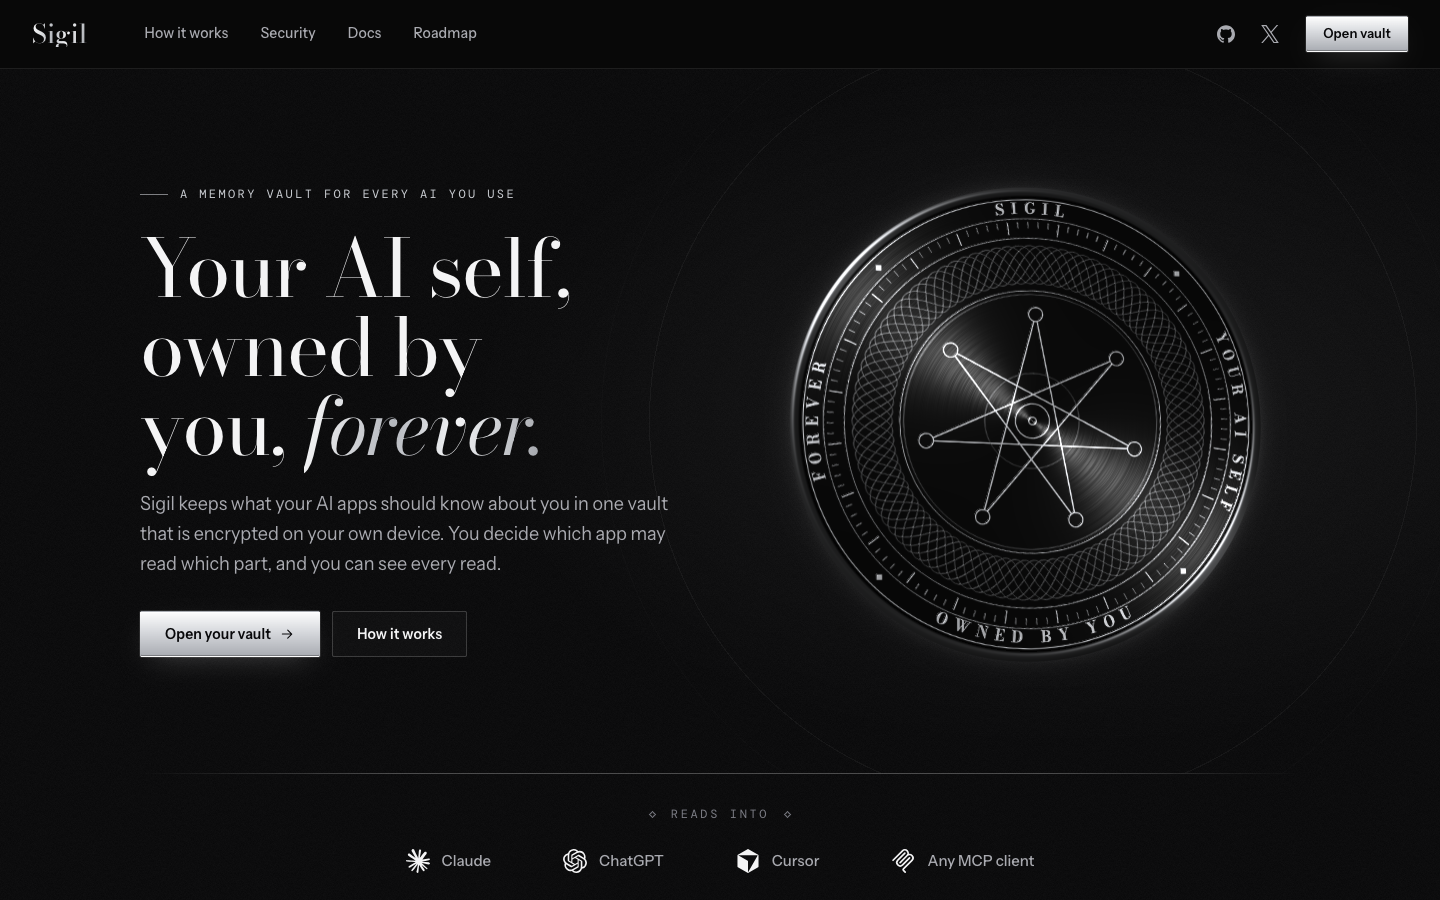 Sigil
How it works
Security
Docs
Roadmap
Open vault
A MEMORY VAULT FOR EVERY AI YOU USE
Your AI self,
owned by
you, forever.
Sigil keeps what your AI apps should know about you in one vault
that is encrypted on your own device. You decide which app may
read which part, and you can see every read.
Open your vault →
How it works
SIGIL
YOUR AI SELF
OWNED BY YOU
FOREVER
READS INTO
Claude
ChatGPT
Cursor
Any MCP client